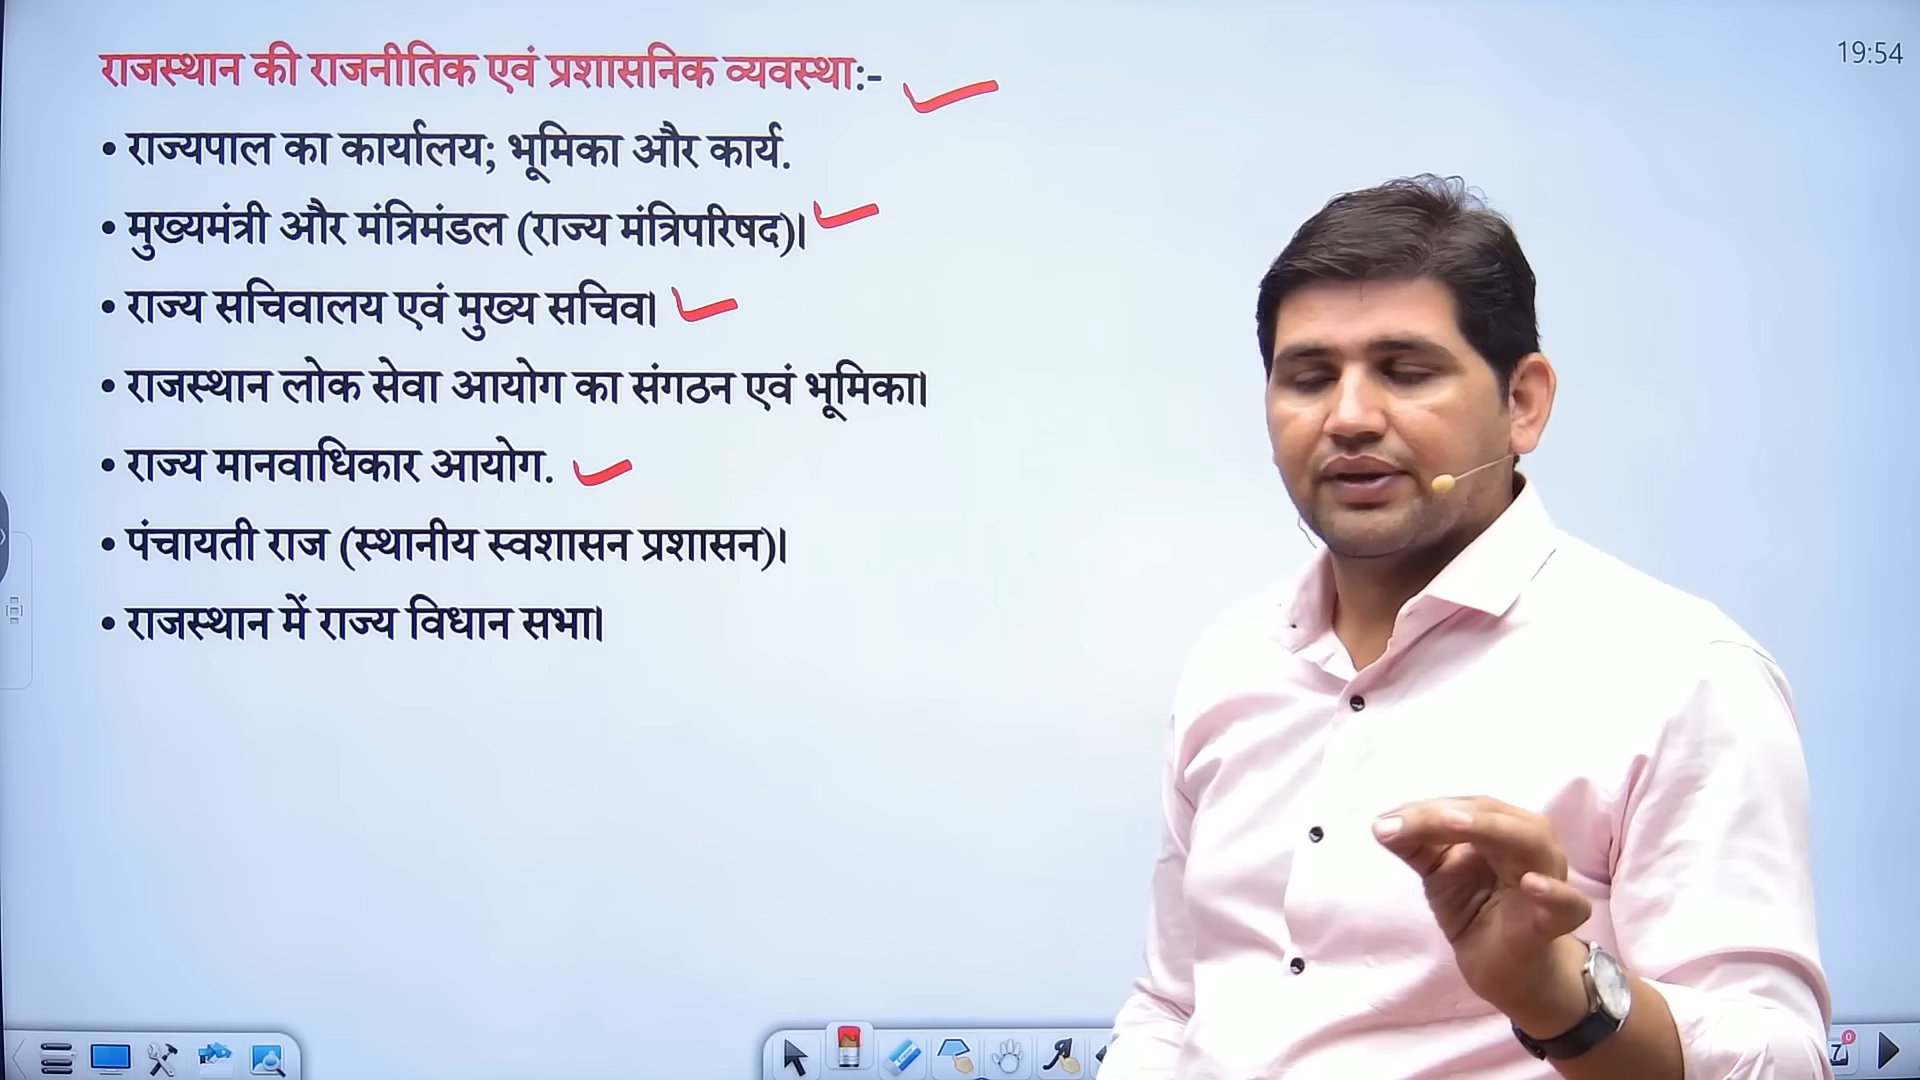 राजस्थान की राजनीतिक एवं प्रशासनिक व्यवस्था:-
19:54
• राज्यपाल का कार्यालय; भूमिका और कार्य.
• मुख्यमंत्री और मंत्रिमंडल (राज्य मंत्रिपरिषद)।
• राज्य सचिवालय एवं मुख्य सचिव।
• राजस्थान लोक सेवा आयोग का संगठन एवं भूमिका।
• राज्य मानवाधिकार आयोग.
• पंचायती राज (स्थानीय स्वशासन प्रशासन)।
• राजस्थान में राज्य विधान सभा।